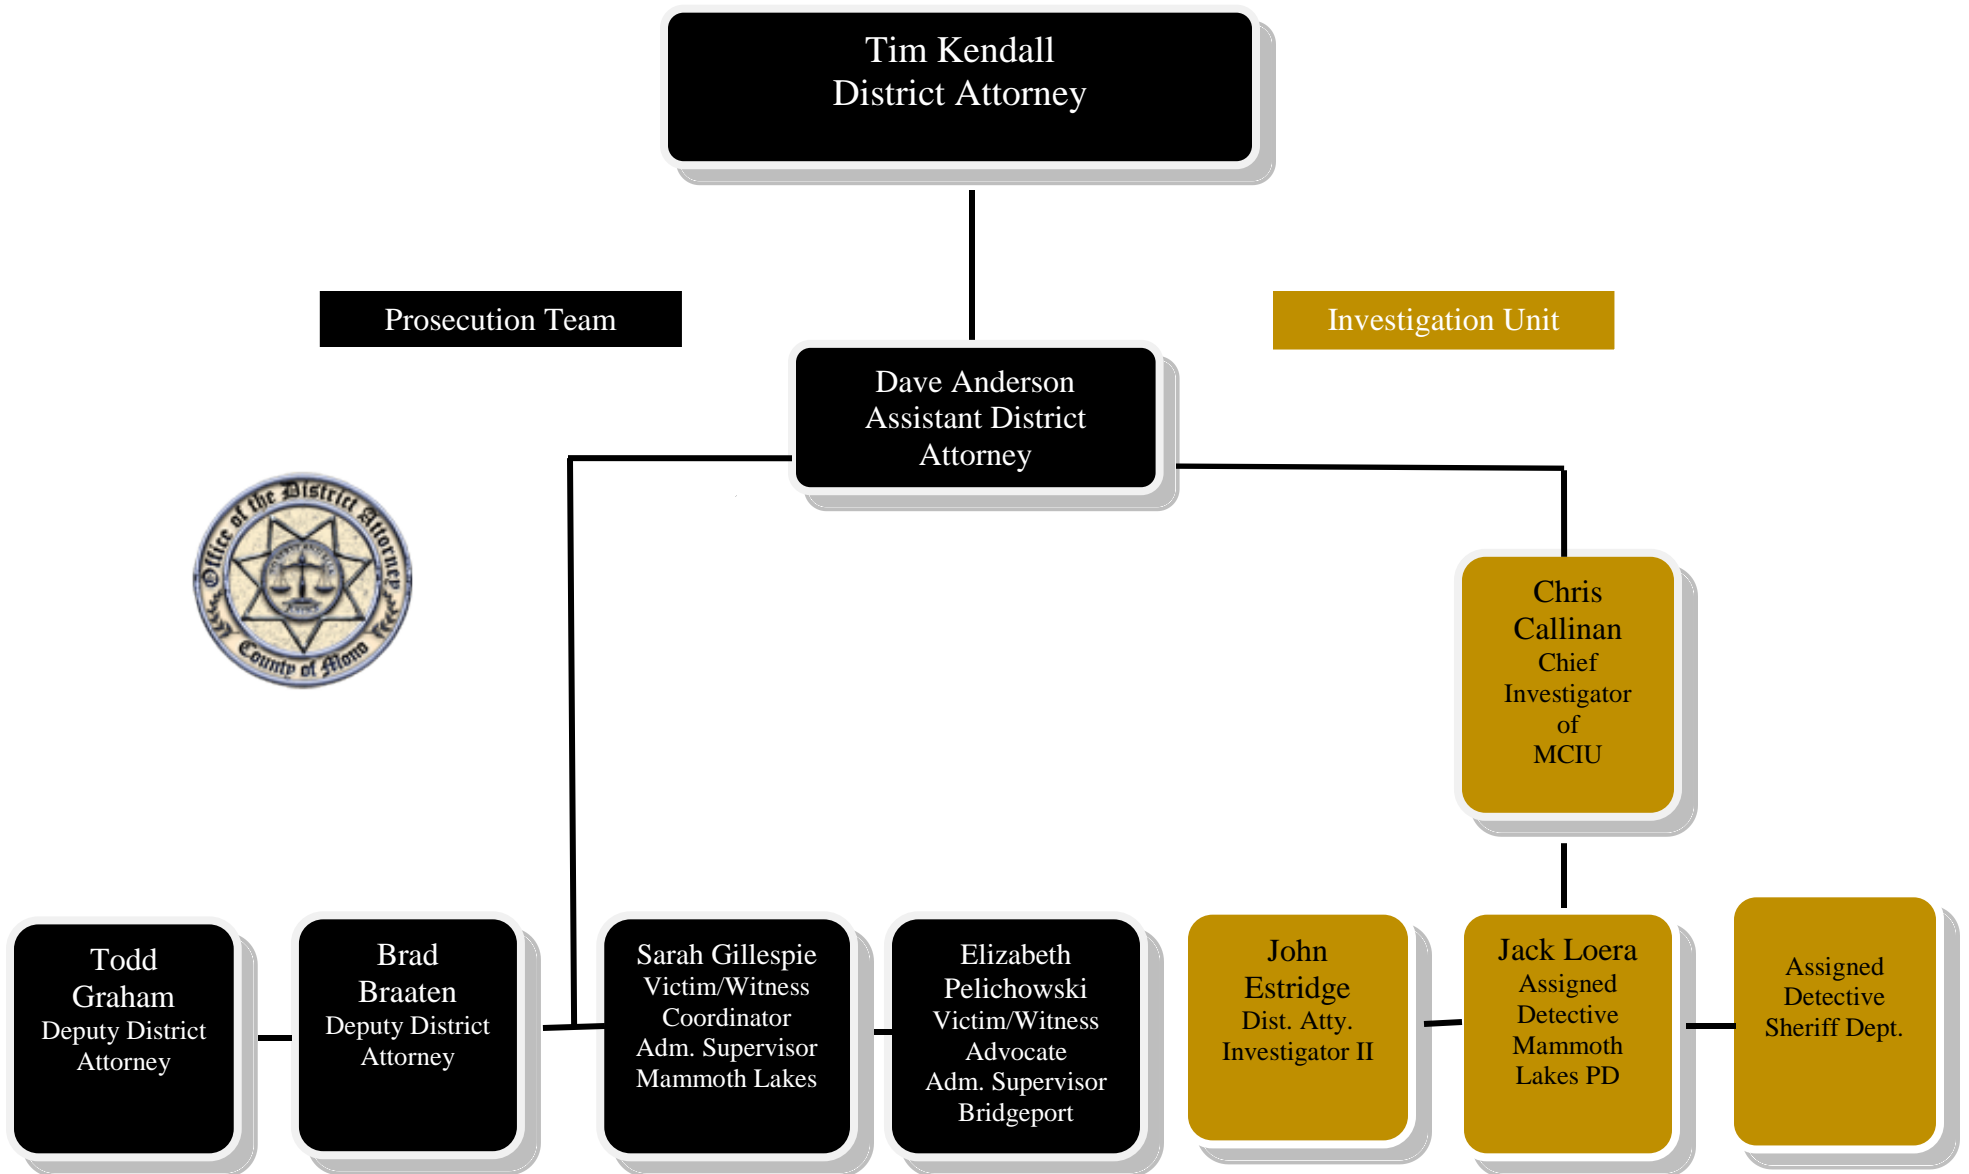 Tim Kendall
District Attorney
Prosecution Team
Investigation Unit
Dave Anderson
Assistant District
Attorney
Office of the District Attorney
County of Mono
Chris
Callinan
Chief
Investigator
of
MCIU
Todd
Graham
Deputy District
Attorney
Brad
Braaten
Deputy District
Attorney
Sarah Gillespie
Victim/Witness
Coordinator
Adm. Supervisor
Mammoth Lakes
Elizabeth
Pelichowski
Victim/Witness
Advocate
Adm. Supervisor
Bridgeport
John
Estridge
Dist. Atty.
Investigator II
Jack Loera
Assigned
Detective
Mammoth
Lakes PD
Assigned
Detective
Sheriff Dept.